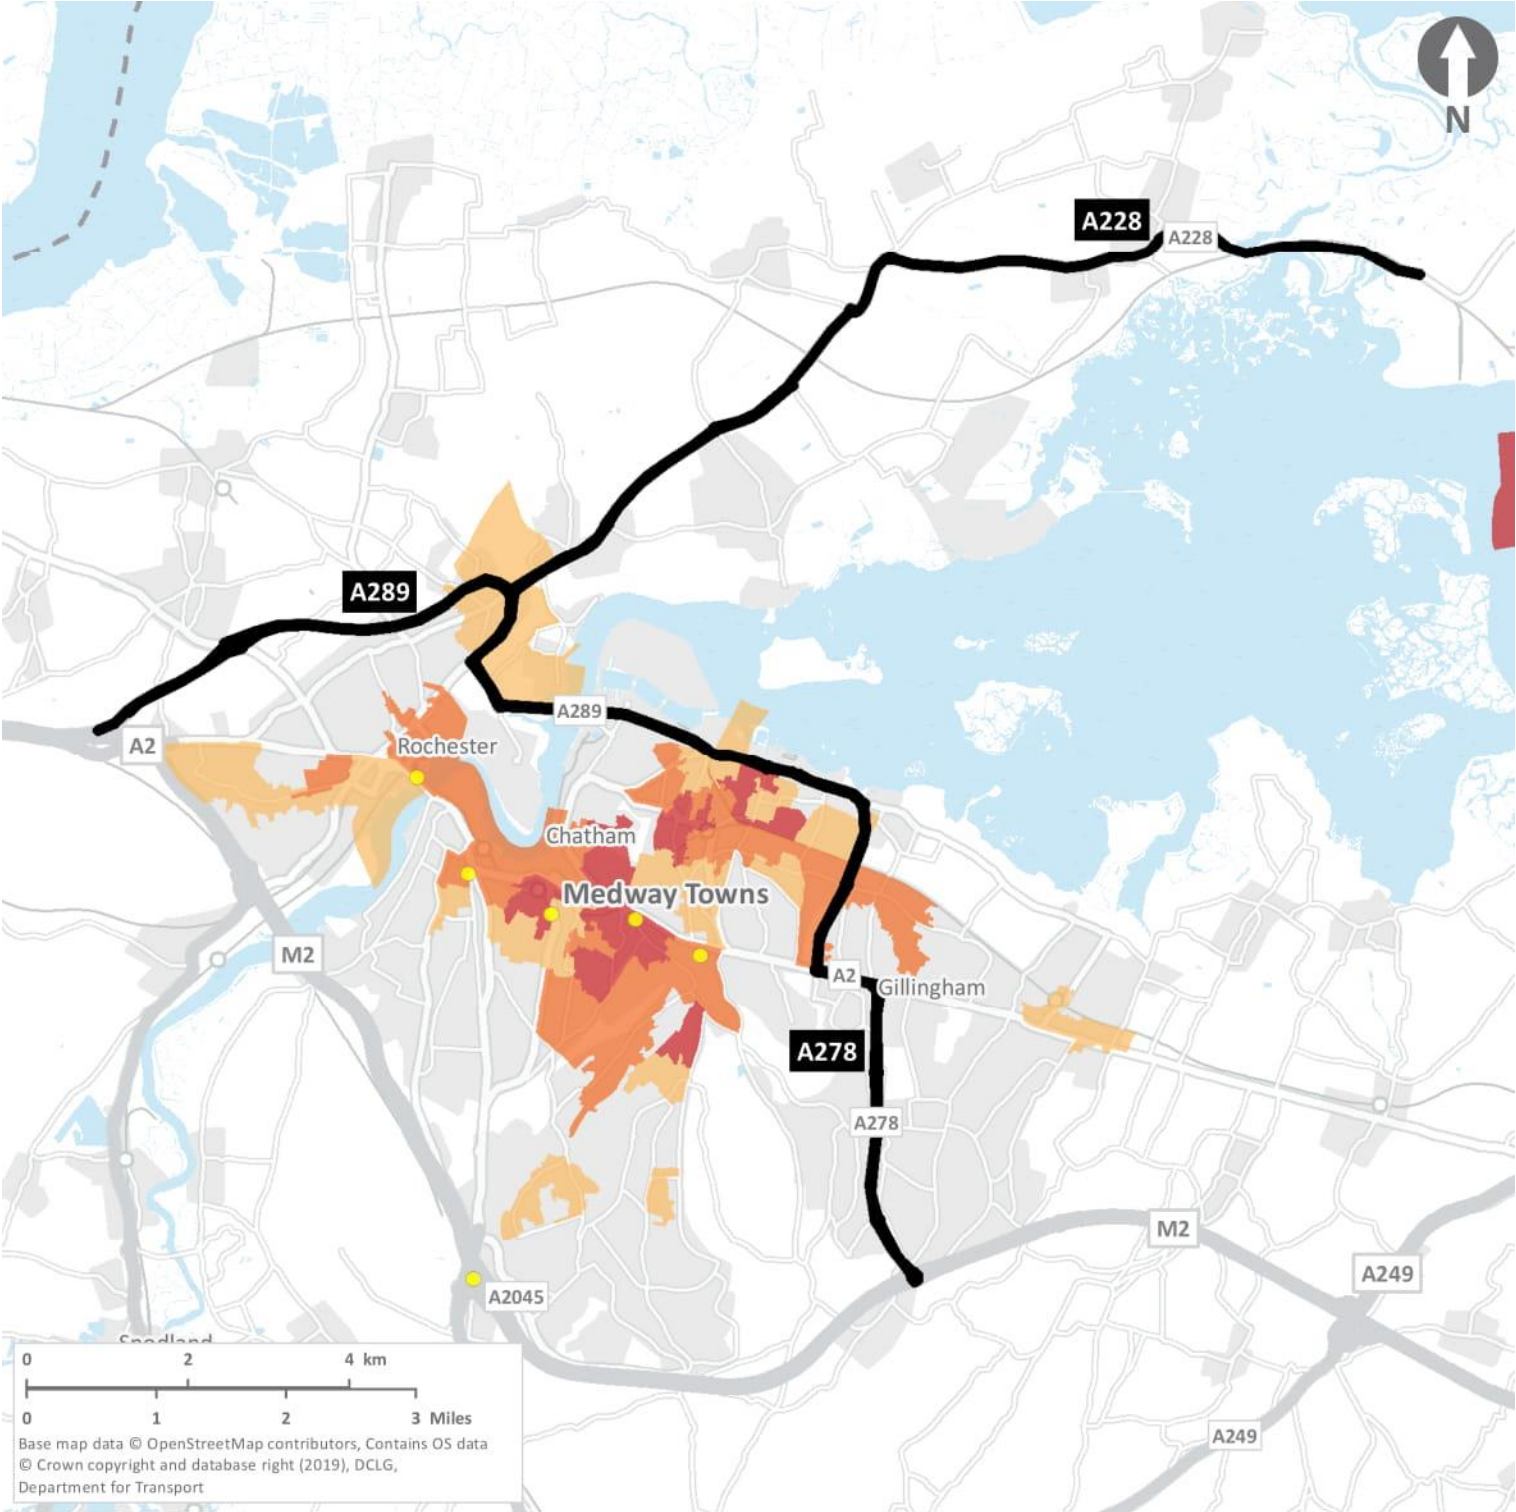 N
A228
A228
A289
A289
A2
Rochester
Chatham
Medway Towns
M2
A2
Gillingham
A278
A278
M2
A249
A2045
Snodland
0 2 4 km
0 1 2 3 Miles
A249
Base map data © OpenStreetMap contributors, Contains OS data
© Crown copyright and database right (2019), DCLG,
Department for Transport